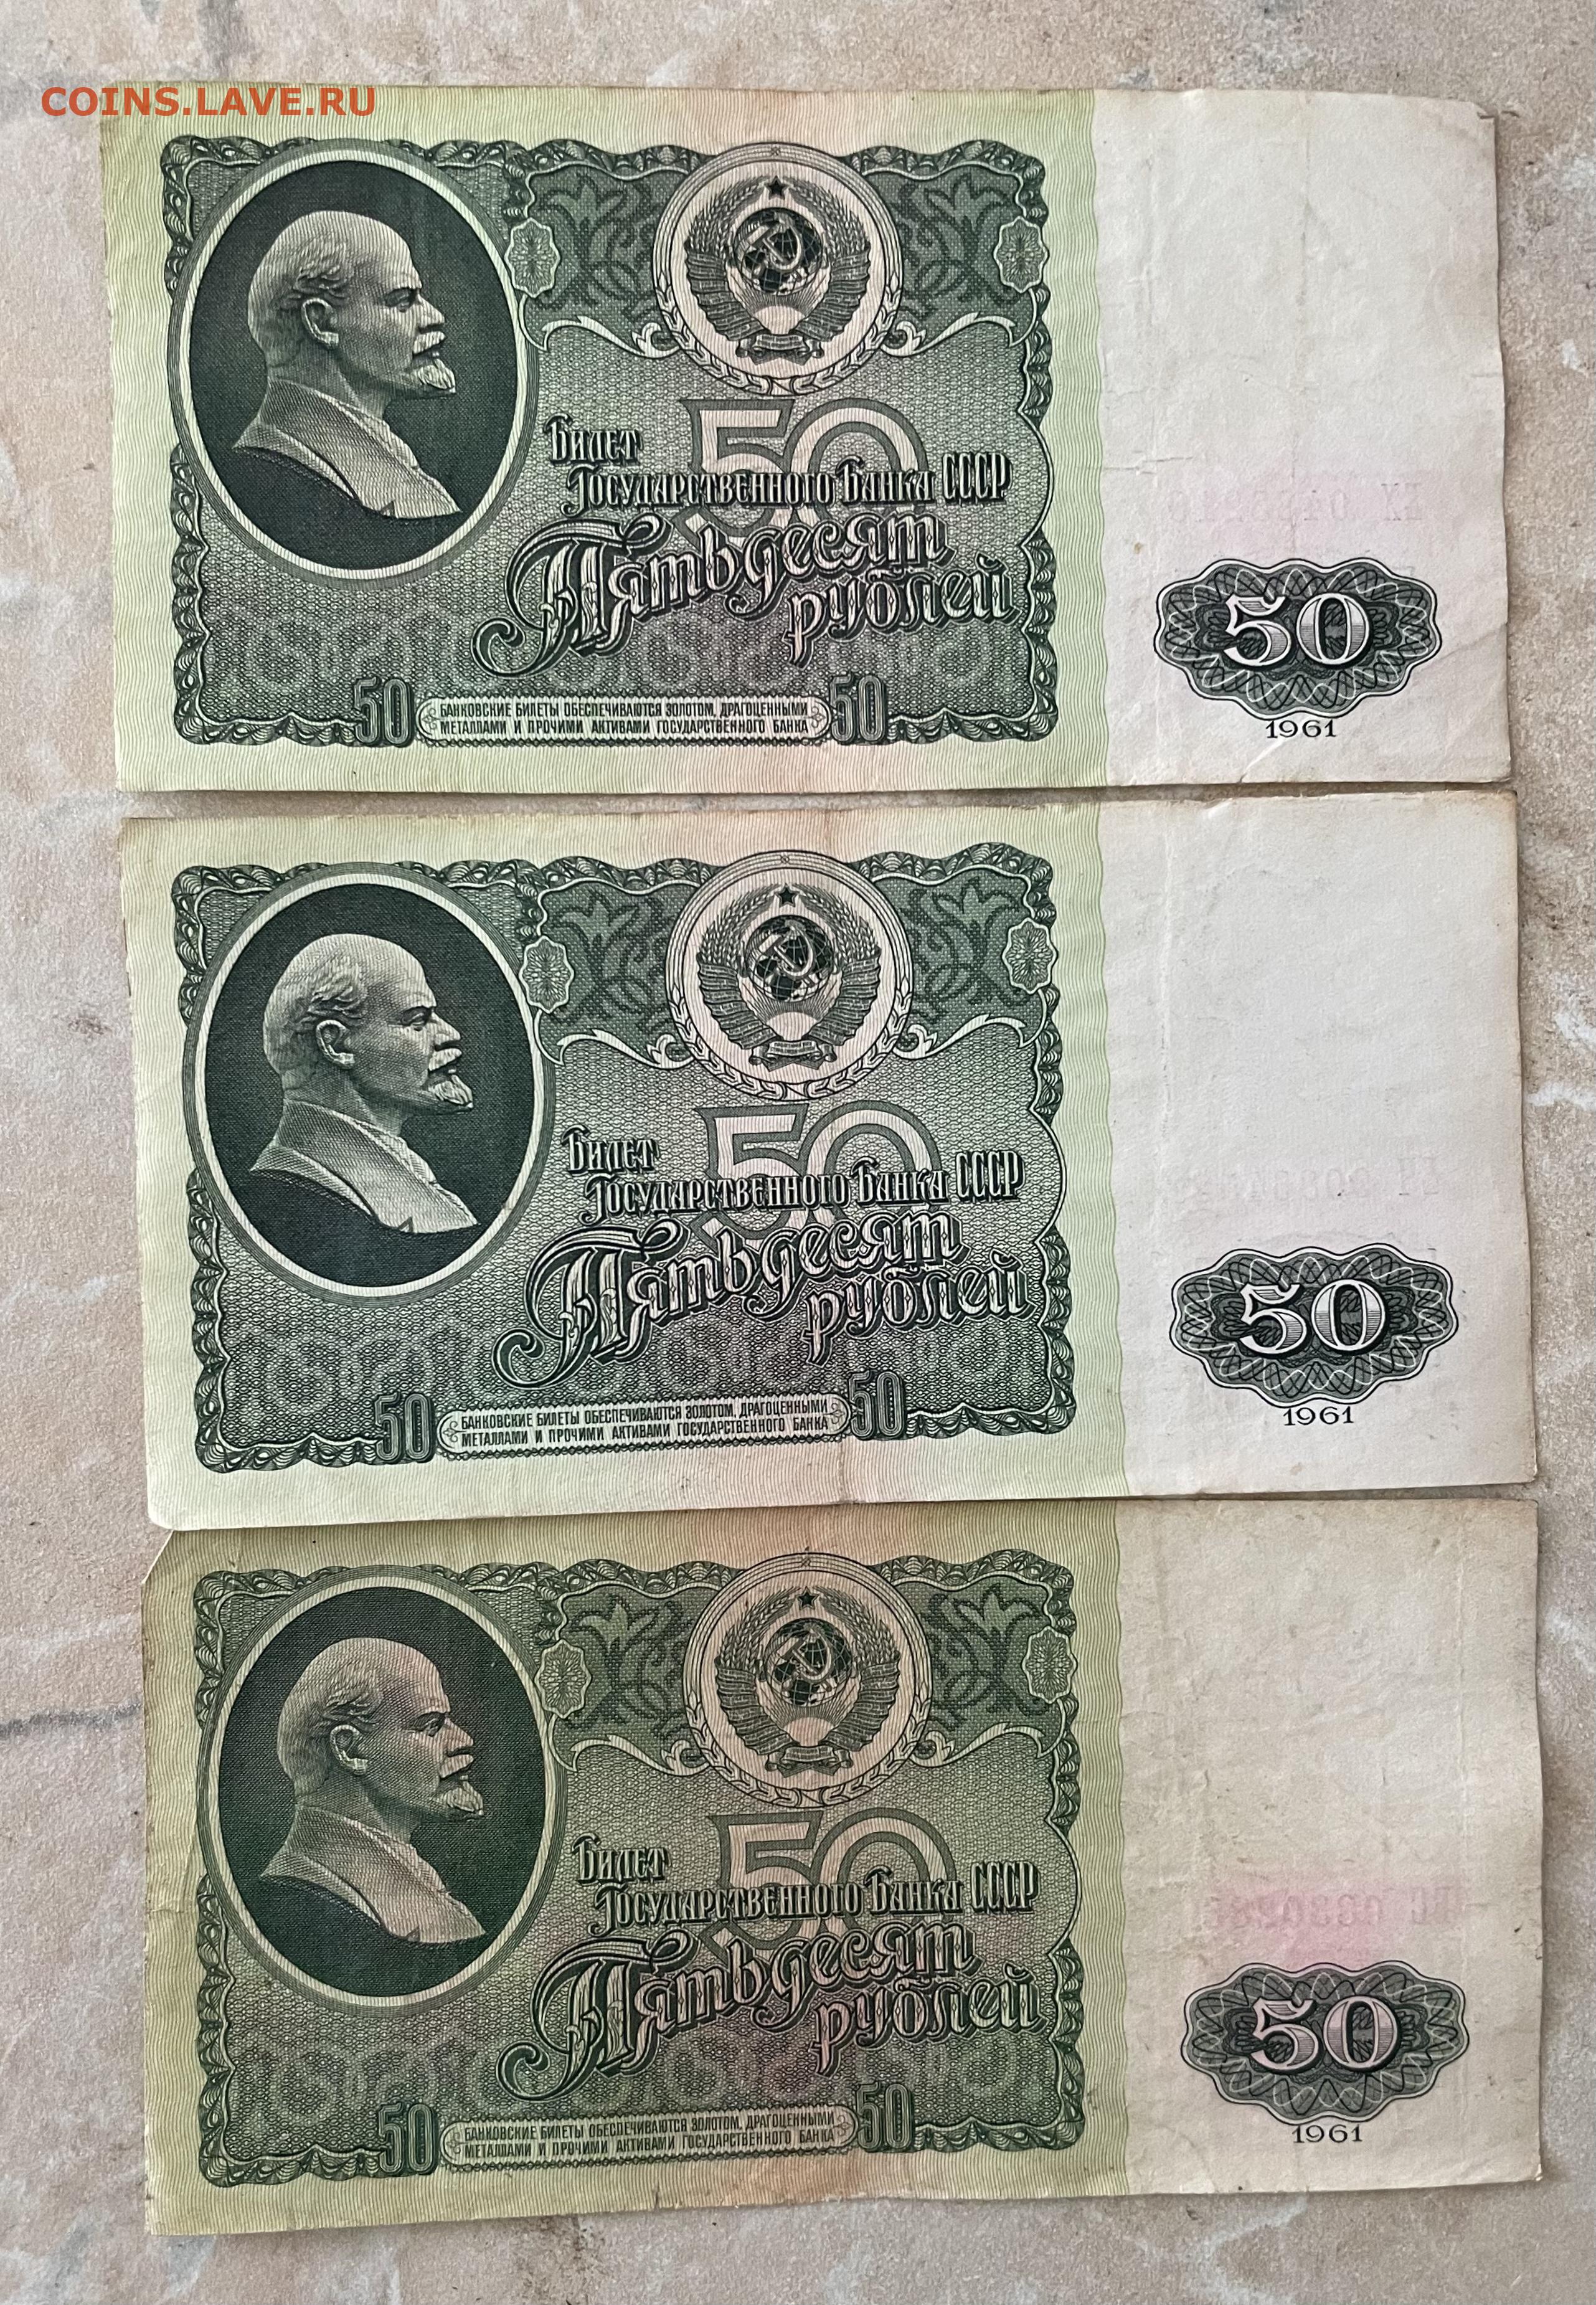 COINS.LAVE.RU
50
Билет
Государственного Банка СССР
Пятьдесят
рублей
50
БАНКОВСКИЕ БИЛЕТЫ ОБЕСПЕЧИВАЮТСЯ ЗОЛОТОМ, ДРАГОЦЕННЫМИ
МЕТАЛЛАМИ И ПРОЧИМИ АКТИВАМИ ГОСУДАРСТВЕННОГО БАНКА
50
50
1961
50
Билет
Государственного Банка СССР
Пятьдесят
рублей
50
БАНКОВСКИЕ БИЛЕТЫ ОБЕСПЕЧИВАЮТСЯ ЗОЛОТОМ, ДРАГОЦЕННЫМИ
МЕТАЛЛАМИ И ПРОЧИМИ АКТИВАМИ ГОСУДАРСТВЕННОГО БАНКА
50
50
1961
50
Билет
Государственного Банка СССР
Пятьдесят
рублей
50
БАНКОВСКИЕ БИЛЕТЫ ОБЕСПЕЧИВАЮТСЯ ЗОЛОТОМ, ДРАГОЦЕННЫМИ
МЕТАЛЛАМИ И ПРОЧИМИ АКТИВАМИ ГОСУДАРСТВЕННОГО БАНКА
50
50
1961